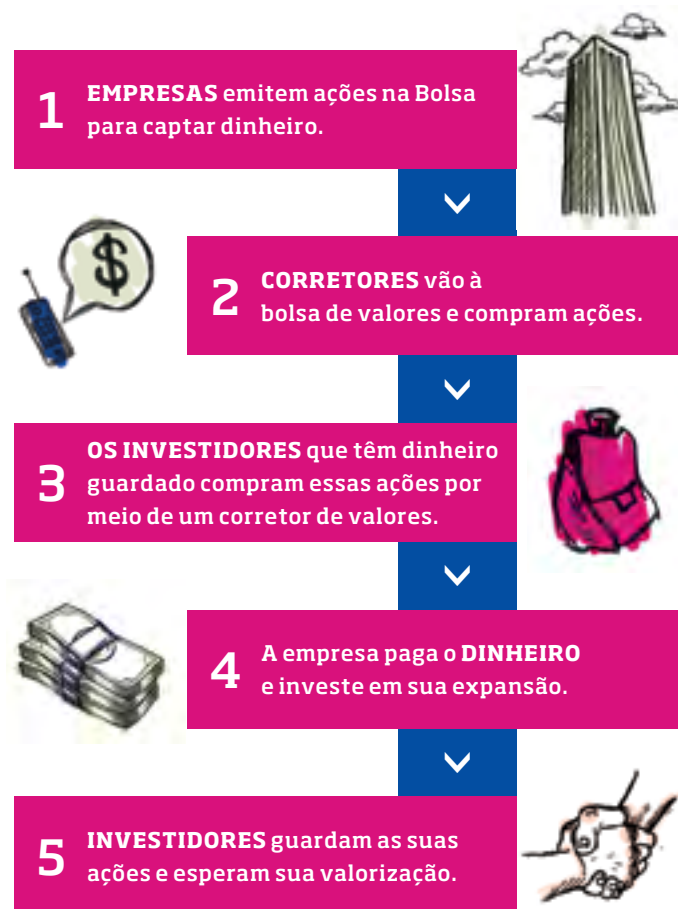 1
EMPRESAS emitem ações na Bolsa
para captar dinheiro.
$
2
CORRETORES vão à
bolsa de valores e compram ações.
3
OS INVESTIDORES que têm dinheiro
guardado compram essas ações por
meio de um corretor de valores.
4
A empresa paga o DINHEIRO
e investe em sua expansão.
5
INVESTIDORES guardam as suas
ações e esperam sua valorização.